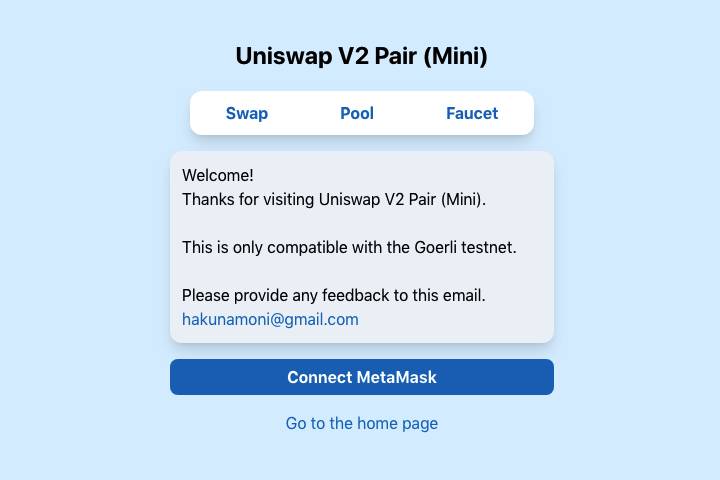 Uniswap V2 Pair (Mini)
Swap Pool Faucet
Welcome!
Thanks for visiting Uniswap V2 Pair (Mini).
This is only compatible with the Goerli testnet.
Please provide any feedback to this email.
hakunamoni@gmail.com
Connect MetaMask
Go to the home page